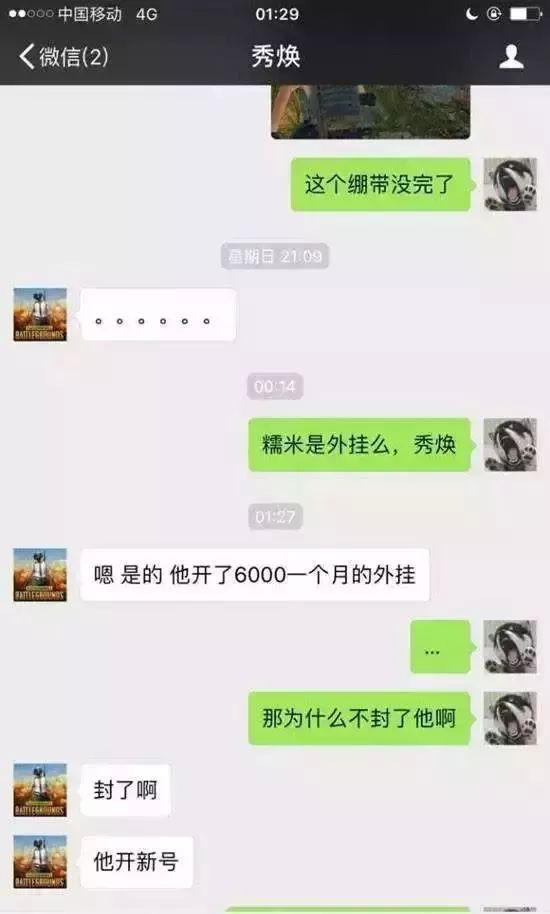 中国移动 4G 01:29
微信(2) 秀焕
这个绷带没完了
星期日 21:09
。。。。。。
00:14
糯米是外挂么，秀焕
01:27
嗯 是的 他开了6000一个月的外挂
...
那为什么不封了他啊
封了啊
他开新号
BATTLEGROUNDS
BATTLEGROUNDS
BATTLEGROUNDS
BATTLEGROUNDS